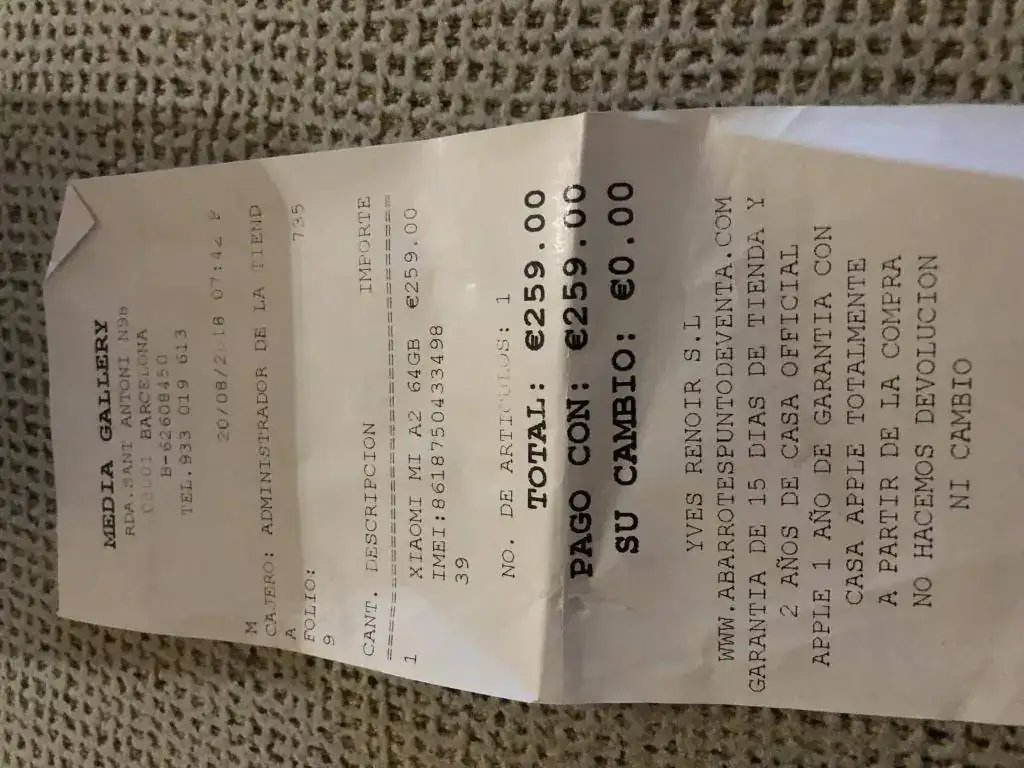 MEDIA GALLERY
RDA.SANT ANTONI N9b
08001 BARCELONA
B-62608450
TEL.933 019 613
20/08/2018 07:44 P
M
CAJERO: ADMINISTRADOR DE LA TIEND
A
FOLIO: 735
9
CANT. DESCRIPCION IMPORTE
=================================
1 XIAOMI MI A2 64GB €259.00
IMEI:8618750433498
39
NO. DE ARTICULOS: 1
TOTAL: €259.00
PAGO CON: €259.00
SU CAMBIO: €0.00
YVES RENOIR S.L
WWW.ABARROTESPUNTODEVENTA.COM
GARANTIA DE 15 DIAS DE TIENDA Y
2 AÑOS DE CASA OFFICIAL
APPLE 1 AÑO DE GARANTIA CON
CASA APPLE TOTALMENTE
A PARTIR DE LA COMPRA
NO HACEMOS DEVOLUCION
NI CAMBIO